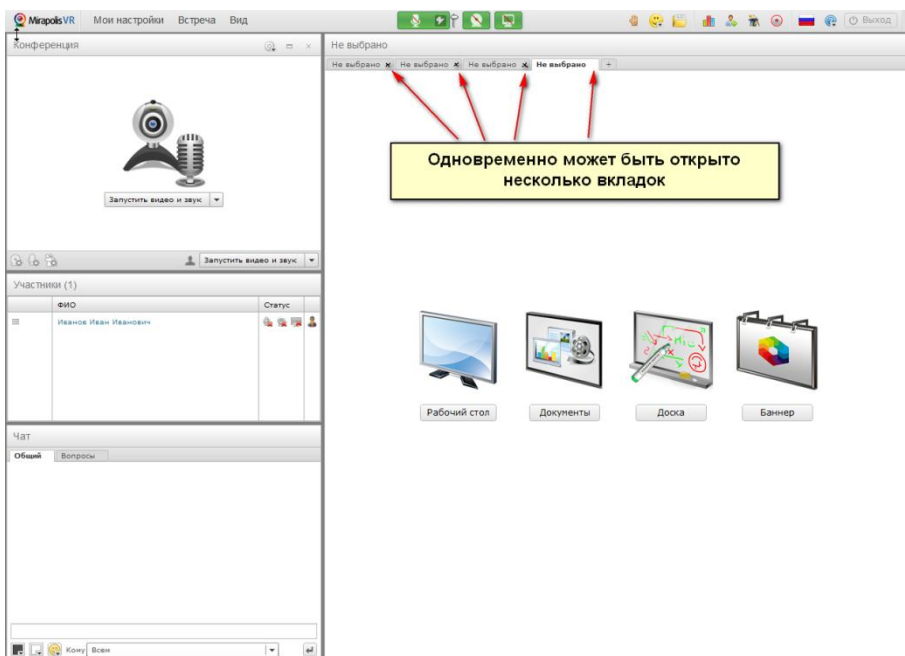 Mirapolis VR Мои настройки Встреча Вид Выход
Конференция
Запустить видео и звук
Запустить видео и звук
Участники (1)
ФИО Статус
Иванов Иван Иванович
Чат
Общий Вопросы
Кому Всем
Не выбрано
Не выбрано Не выбрано Не выбрано Не выбрано +
Одновременно может быть открыто
несколько вкладок
Рабочий стол Документы Доска Баннер